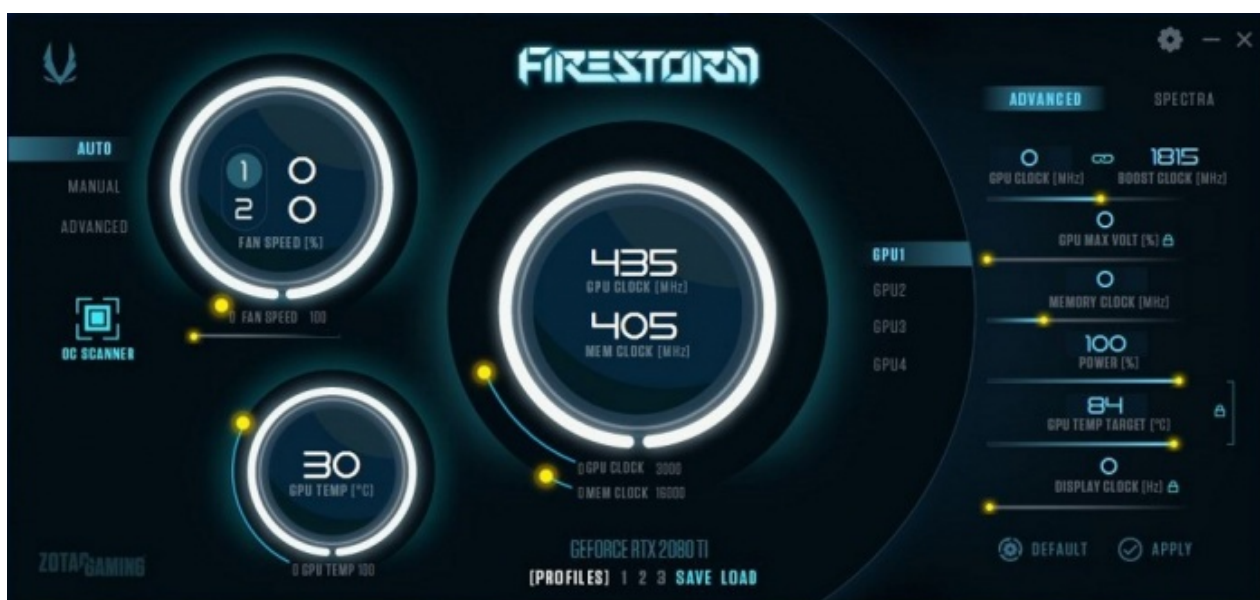 FIRESTORM
AUTO
MANUAL
ADVANCED
OC SCANNER
1 0
2 0
FAN SPEED [%]
0 FAN SPEED 100
30
GPU TEMP [°C]
0 GPU TEMP 100
435
GPU CLOCK [MHz]
405
MEM CLOCK [MHz]
0 GPU CLOCK 3000
0 MEM CLOCK 16000
GEFORCE RTX 2080 TI
[PROFILES] 1 2 3 SAVE LOAD
GPU1
GPU2
GPU3
GPU4
ADVANCED SPECTRA
0 1815
GPU CLOCK [MHz] BOOST CLOCK [MHz]
0
GPU MAX VOLT [%]
0
MEMORY CLOCK [MHz]
100
POWER [%]
84
GPU TEMP TARGET [°C]
0
DISPLAY CLOCK [Hz]
DEFAULT APPLY
ZOTAC GAMING